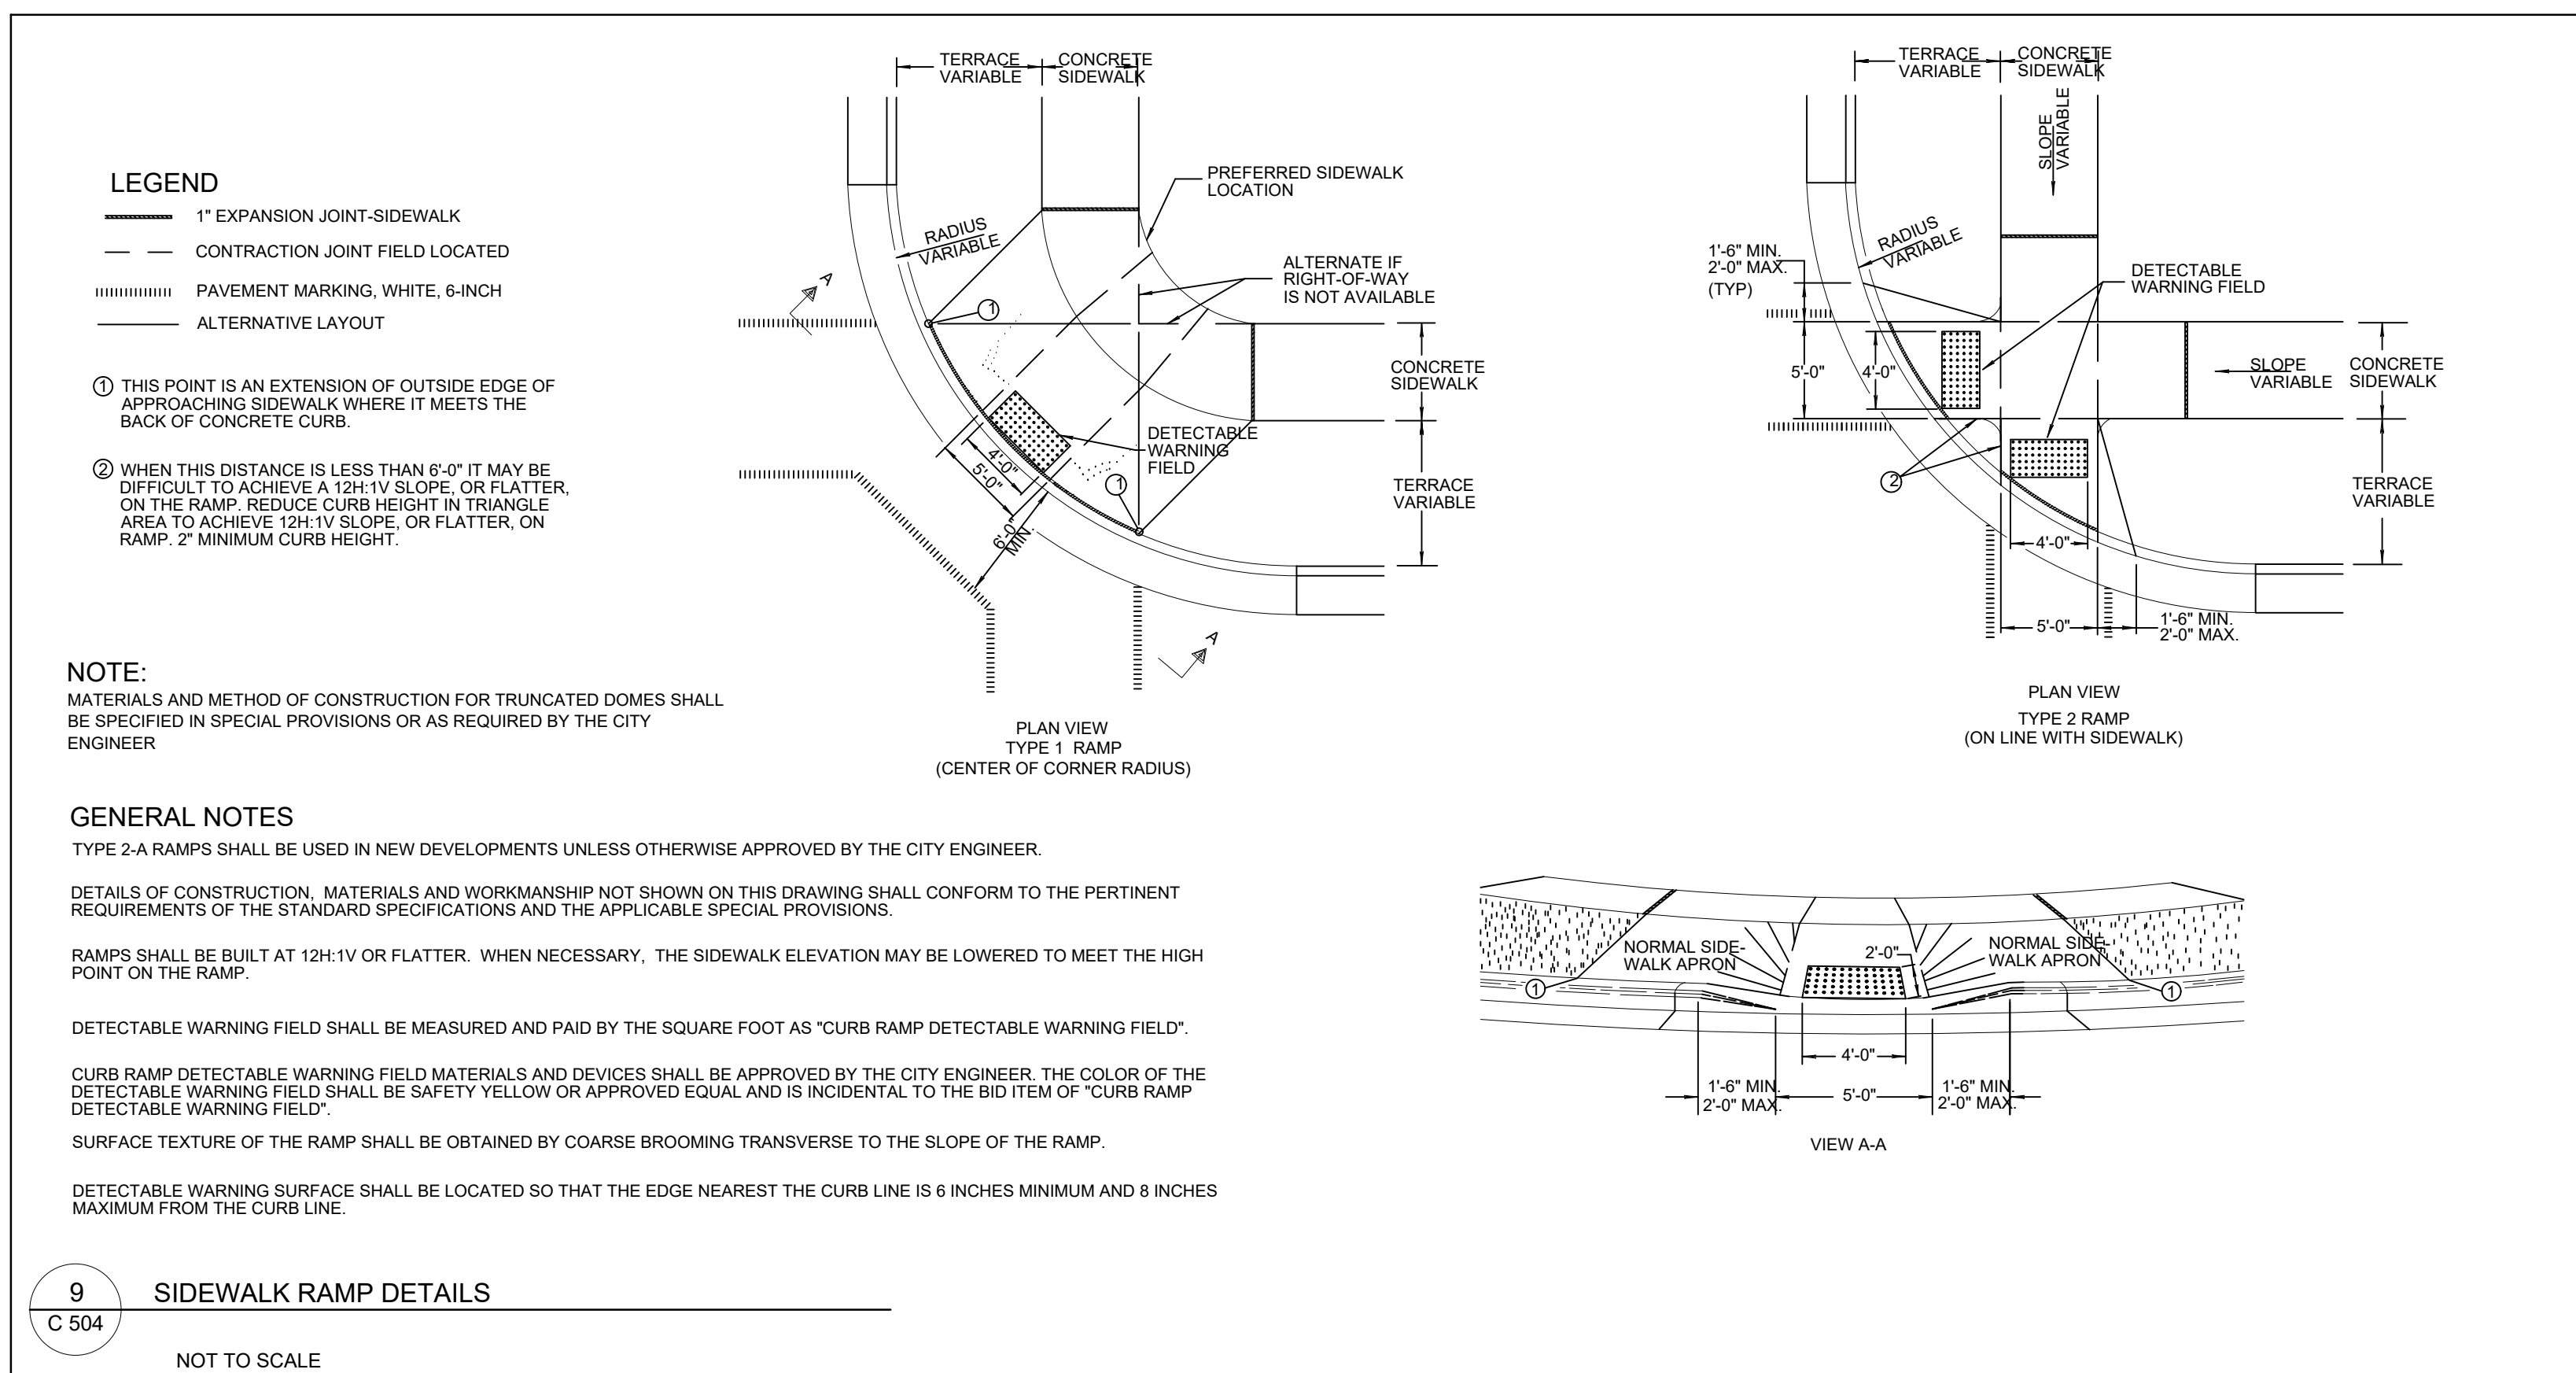 LEGEND
1" EXPANSION JOINT-SIDEWALK
CONTRACTION JOINT FIELD LOCATED
PAVEMENT MARKING, WHITE, 6-INCH
ALTERNATIVE LAYOUT
1 THIS POINT IS AN EXTENSION OF OUTSIDE EDGE OF
APPROACHING SIDEWALK WHERE IT MEETS THE
BACK OF CONCRETE CURB.
2 WHEN THIS DISTANCE IS LESS THAN 6'-0" IT MAY BE
DIFFICULT TO ACHIEVE A 12H:1V SLOPE, OR FLATTER,
ON THE RAMP. REDUCE CURB HEIGHT IN TRIANGLE
AREA TO ACHIEVE 12H:1V SLOPE, OR FLATTER, ON
RAMP. 2" MINIMUM CURB HEIGHT.
NOTE:
MATERIALS AND METHOD OF CONSTRUCTION FOR TRUNCATED DOMES SHALL
BE SPECIFIED IN SPECIAL PROVISIONS OR AS REQUIRED BY THE CITY
ENGINEER
TERRACE
VARIABLE
CONCRETE
SIDEWALK
PREFERRED SIDEWALK
LOCATION
RADIUS
VARIABLE
ALTERNATE IF
RIGHT-OF-WAY
IS NOT AVAILABLE
A
1
CONCRETE
SIDEWALK
DETECTABLE
WARNING
FIELD
4'-0"
5'-0"
1
6'-0"
MIN.
TERRACE
VARIABLE
A
PLAN VIEW
TYPE 1 RAMP
(CENTER OF CORNER RADIUS)
TERRACE
VARIABLE
CONCRETE
SIDEWALK
SLOPE
VARIABLE
RADIUS
VARIABLE
1'-6" MIN.
2'-0" MAX.
(TYP)
DETECTABLE
WARNING FIELD
5'-0"
4'-0"
SLOPE
VARIABLE
CONCRETE
SIDEWALK
2
TERRACE
VARIABLE
4'-0"
5'-0"
1'-6" MIN.
2'-0" MAX.
PLAN VIEW
TYPE 2 RAMP
(ON LINE WITH SIDEWALK)
GENERAL NOTES
TYPE 2-A RAMPS SHALL BE USED IN NEW DEVELOPMENTS UNLESS OTHERWISE APPROVED BY THE CITY ENGINEER.
DETAILS OF CONSTRUCTION, MATERIALS AND WORKMANSHIP NOT SHOWN ON THIS DRAWING SHALL CONFORM TO THE PERTINENT
REQUIREMENTS OF THE STANDARD SPECIFICATIONS AND THE APPLICABLE SPECIAL PROVISIONS.
RAMPS SHALL BE BUILT AT 12H:1V OR FLATTER. WHEN NECESSARY, THE SIDEWALK ELEVATION MAY BE LOWERED TO MEET THE HIGH
POINT ON THE RAMP.
DETECTABLE WARNING FIELD SHALL BE MEASURED AND PAID BY THE SQUARE FOOT AS "CURB RAMP DETECTABLE WARNING FIELD".
CURB RAMP DETECTABLE WARNING FIELD MATERIALS AND DEVICES SHALL BE APPROVED BY THE CITY ENGINEER. THE COLOR OF THE
DETECTABLE WARNING FIELD SHALL BE SAFETY YELLOW OR APPROVED EQUAL AND IS INCIDENTAL TO THE BID ITEM OF "CURB RAMP
DETECTABLE WARNING FIELD".
SURFACE TEXTURE OF THE RAMP SHALL BE OBTAINED BY COARSE BROOMING TRANSVERSE TO THE SLOPE OF THE RAMP.
DETECTABLE WARNING SURFACE SHALL BE LOCATED SO THAT THE EDGE NEAREST THE CURB LINE IS 6 INCHES MINIMUM AND 8 INCHES
MAXIMUM FROM THE CURB LINE.
NORMAL SIDE-
WALK APRON
2'-0"
NORMAL SIDE-
WALK APRON
1
1
4'-0"
1'-6" MIN.
2'-0" MAX.
5'-0"
1'-6" MIN.
2'-0" MAX.
VIEW A-A
9
C 504
SIDEWALK RAMP DETAILS
NOT TO SCALE